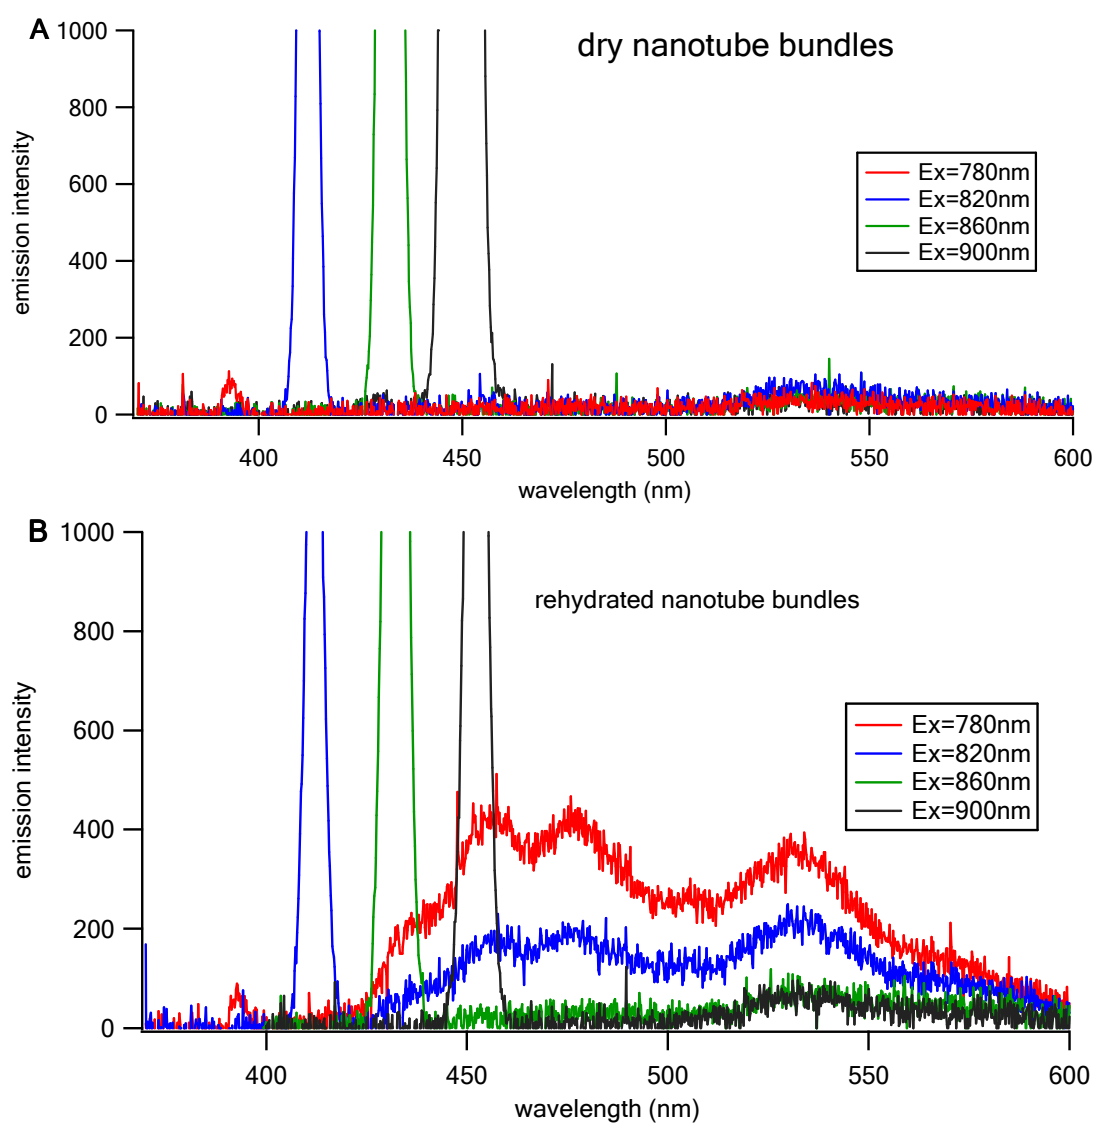 A
1000
dry nanotube bundles
800
600
400
200
0
emission intensity
Ex=780nm
Ex=820nm
Ex=860nm
Ex=900nm
400 450 500 550 600
wavelength (nm)
B
1000
rehydrated nanotube bundles
800
600
400
200
0
emission intensity
Ex=780nm
Ex=820nm
Ex=860nm
Ex=900nm
400 450 500 550 600
wavelength (nm)